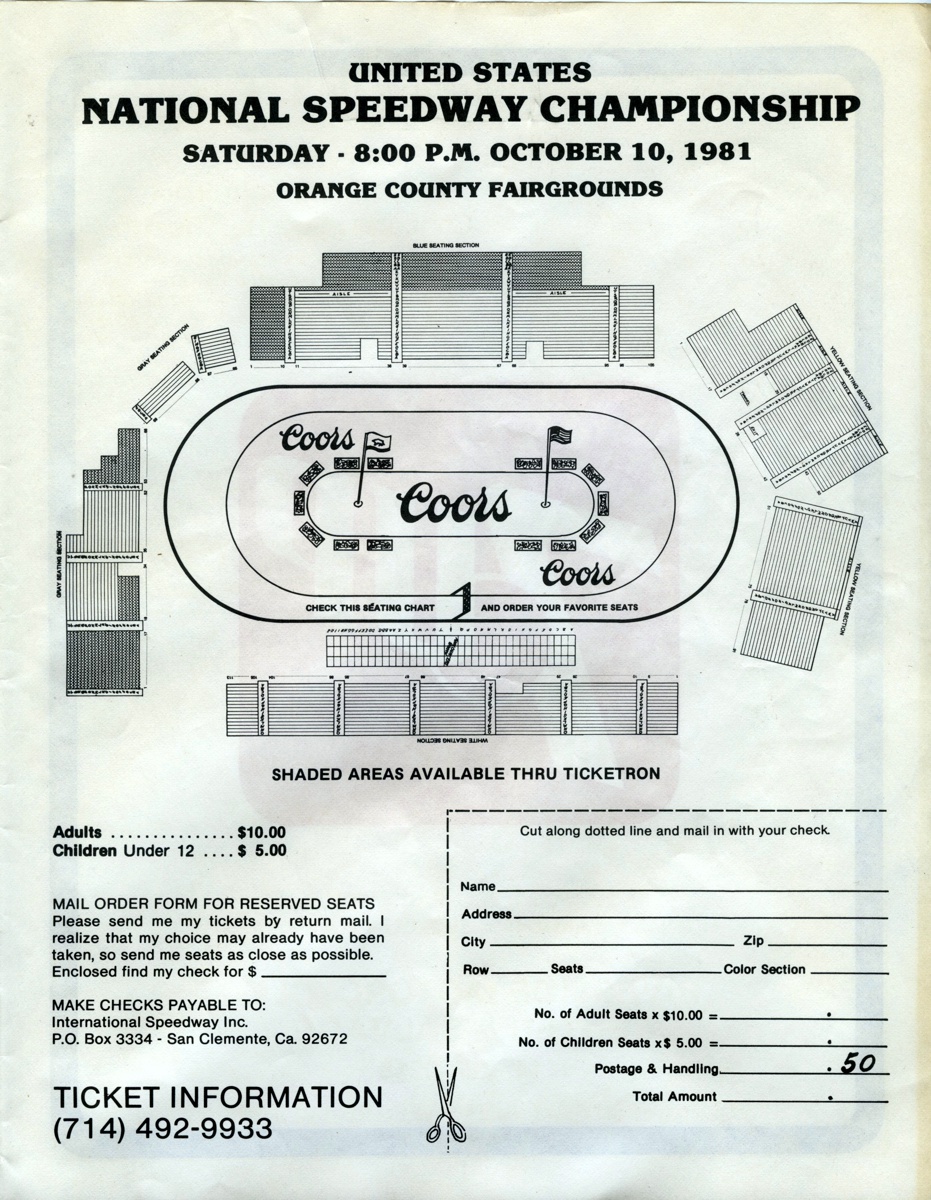 UNITED STATES
NATIONAL SPEEDWAY CHAMPIONSHIP
SATURDAY - 8:00 P.M. OCTOBER 10, 1981
ORANGE COUNTY FAIRGROUNDS
BLUE SEATING SECTION
AISLE
AISLE
GRAY SEATING SECTION
YELLOW SEATING SECTION
Coors
Coors
Coors
GRAY SEATING SECTION
YELLOW SEATING SECTION
CHECK THIS SEATING CHART AND ORDER YOUR FAVORITE SEATS
WHITE SEATING SECTION
SHADED AREAS AVAILABLE THRU TICKETRON
Adults ............... $10.00
Children Under 12 .... $ 5.00
MAIL ORDER FORM FOR RESERVED SEATS
Please send me my tickets by return mail. I
realize that my choice may already have been
taken, so send me seats as close as possible.
Enclosed find my check for $
MAKE CHECKS PAYABLE TO:
International Speedway Inc.
P.O. Box 3334 - San Clemente, Ca. 92672
TICKET INFORMATION
(714) 492-9933
Cut along dotted line and mail in with your check.
Name
Address
City Zip
Row Seats Color Section
No. of Adult Seats x $10.00 = .
No. of Children Seats x $ 5.00 = .
Postage & Handling .50
Total Amount .